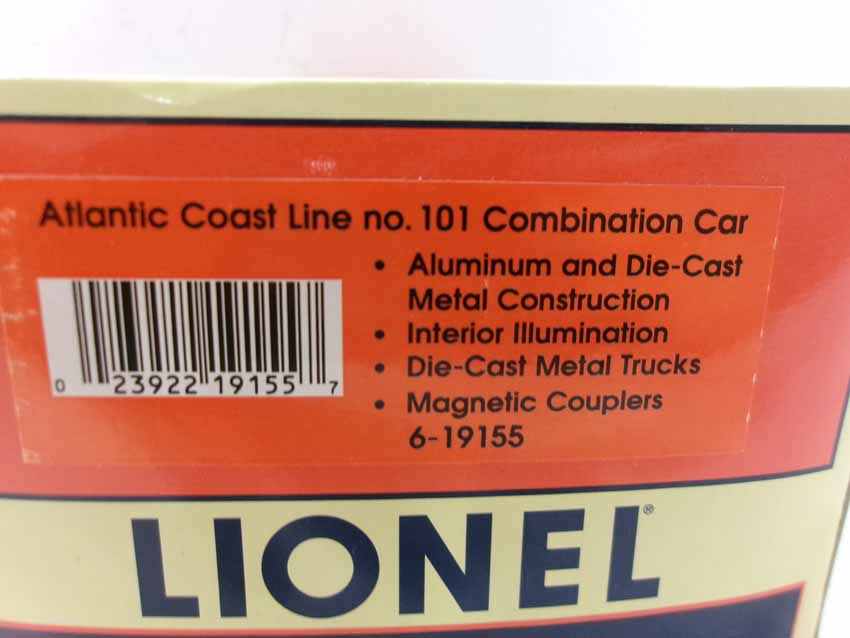 Atlantic Coast Line no. 101 Combination Car
• Aluminum and Die-Cast
Metal Construction
• Interior Illumination
• Die-Cast Metal Trucks
• Magnetic Couplers
6-19155
0 23922 19155 7
LIONEL®